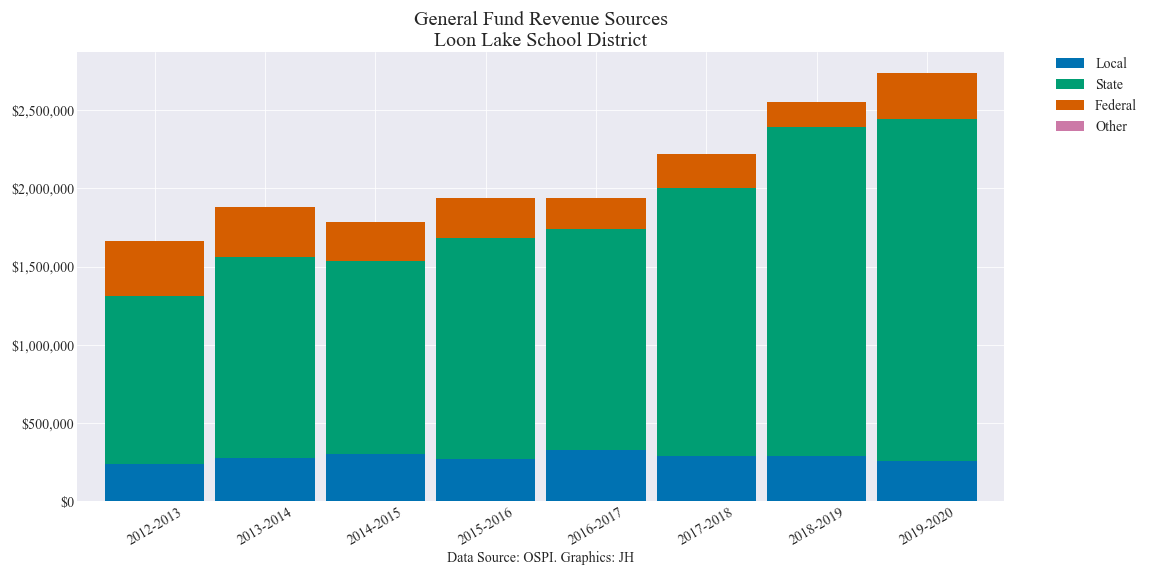 General Fund Revenue Sources
Loon Lake School District
Local
State
Federal
Other
$2,500,000
$2,000,000
$1,500,000
$1,000,000
$500,000
$0
2012-2013
2013-2014
2014-2015
2015-2016
2016-2017
2017-2018
2018-2019
2019-2020
Data Source: OSPI. Graphics: JH